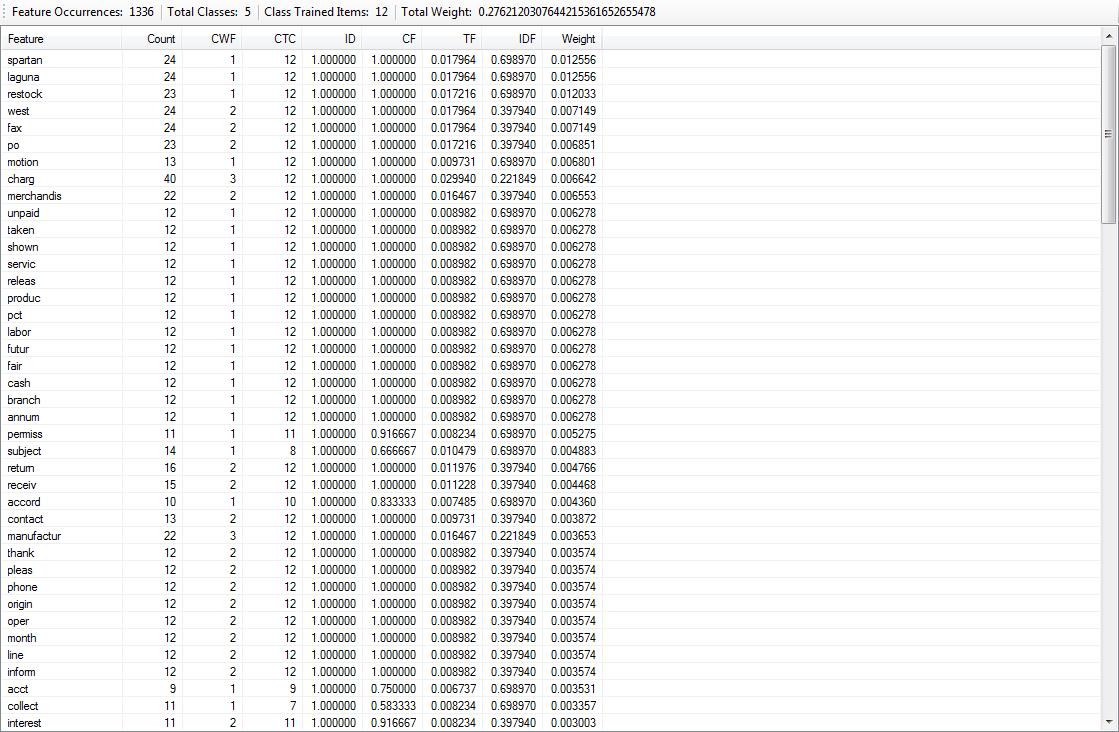 Feature Occurrences: 1336 Total Classes: 5 Class Trained Items: 12 Total Weight: 0.2762120307644215361652655478
Feature Count CWF CTC ID CF TF IDF Weight
spartan 24 1 12 1.000000 1.000000 0.017964 0.698970 0.012556
laguna 24 1 12 1.000000 1.000000 0.017964 0.698970 0.012556
restock 23 1 12 1.000000 1.000000 0.017216 0.698970 0.012033
west 24 2 12 1.000000 1.000000 0.017964 0.397940 0.007149
fax 24 2 12 1.000000 1.000000 0.017964 0.397940 0.007149
po 23 2 12 1.000000 1.000000 0.017216 0.397940 0.006851
motion 13 1 12 1.000000 1.000000 0.009731 0.698970 0.006801
charg 40 3 12 1.000000 1.000000 0.029940 0.221849 0.006642
merchandis 22 2 12 1.000000 1.000000 0.016467 0.397940 0.006553
unpaid 12 1 12 1.000000 1.000000 0.008982 0.698970 0.006278
taken 12 1 12 1.000000 1.000000 0.008982 0.698970 0.006278
shown 12 1 12 1.000000 1.000000 0.008982 0.698970 0.006278
servic 12 1 12 1.000000 1.000000 0.008982 0.698970 0.006278
releas 12 1 12 1.000000 1.000000 0.008982 0.698970 0.006278
produc 12 1 12 1.000000 1.000000 0.008982 0.698970 0.006278
pct 12 1 12 1.000000 1.000000 0.008982 0.698970 0.006278
labor 12 1 12 1.000000 1.000000 0.008982 0.698970 0.006278
futur 12 1 12 1.000000 1.000000 0.008982 0.698970 0.006278
fair 12 1 12 1.000000 1.000000 0.008982 0.698970 0.006278
cash 12 1 12 1.000000 1.000000 0.008982 0.698970 0.006278
branch 12 1 12 1.000000 1.000000 0.008982 0.698970 0.006278
annum 12 1 12 1.000000 1.000000 0.008982 0.698970 0.006278
permiss 11 1 11 1.000000 0.916667 0.008234 0.698970 0.005275
subject 14 1 8 1.000000 0.666667 0.010479 0.698970 0.004883
return 16 2 12 1.000000 1.000000 0.011976 0.397940 0.004766
receiv 15 2 12 1.000000 1.000000 0.011228 0.397940 0.004468
accord 10 1 10 1.000000 0.833333 0.007485 0.698970 0.004360
contact 13 2 12 1.000000 1.000000 0.009731 0.397940 0.003872
manufactur 22 3 12 1.000000 1.000000 0.016467 0.221849 0.003653
thank 12 2 12 1.000000 1.000000 0.008982 0.397940 0.003574
pleas 12 2 12 1.000000 1.000000 0.008982 0.397940 0.003574
phone 12 2 12 1.000000 1.000000 0.008982 0.397940 0.003574
origin 12 2 12 1.000000 1.000000 0.008982 0.397940 0.003574
oper 12 2 12 1.000000 1.000000 0.008982 0.397940 0.003574
month 12 2 12 1.000000 1.000000 0.008982 0.397940 0.003574
line 12 2 12 1.000000 1.000000 0.008982 0.397940 0.003574
inform 12 2 12 1.000000 1.000000 0.008982 0.397940 0.003574
acct 9 1 9 1.000000 0.750000 0.006737 0.698970 0.003531
collect 11 1 7 1.000000 0.583333 0.008234 0.698970 0.003357
interest 11 2 11 1.000000 0.916667 0.008234 0.397940 0.003003